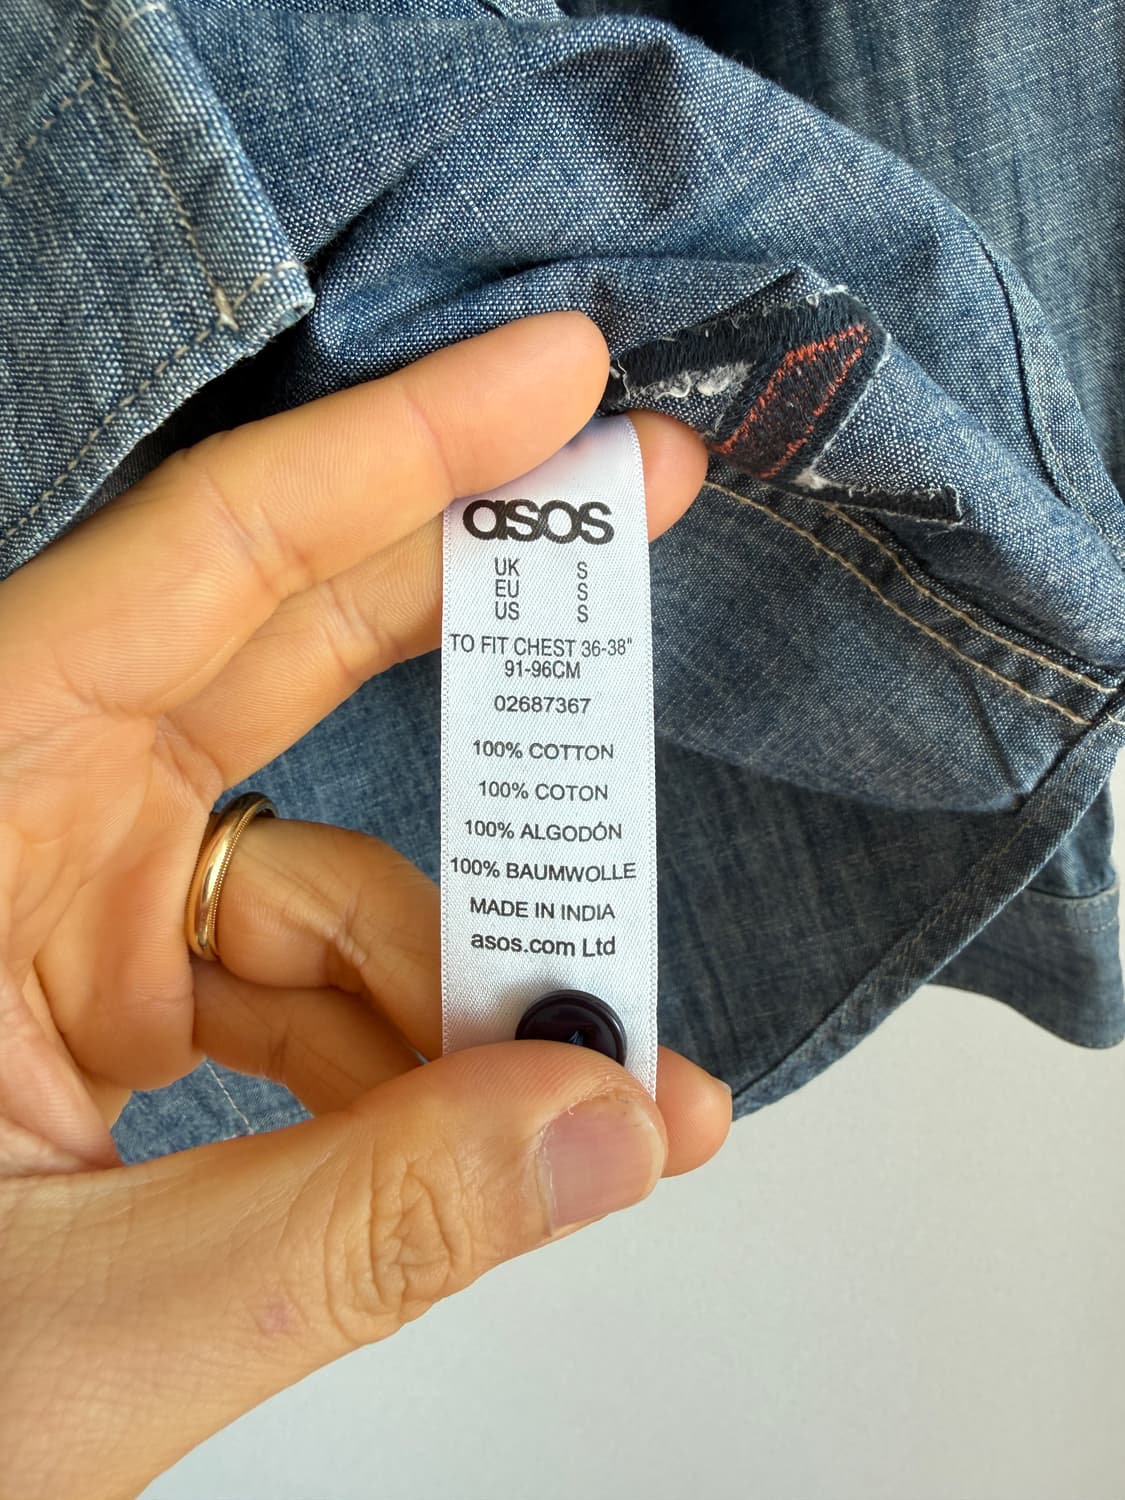 asos
UK S
EU S
US S
TO FIT CHEST 36-38"
91-96CM
02687367
100% COTTON
100% COTON
100% ALGODÓN
100% BAUMWOLLE
MADE IN INDIA
asos.com Ltd